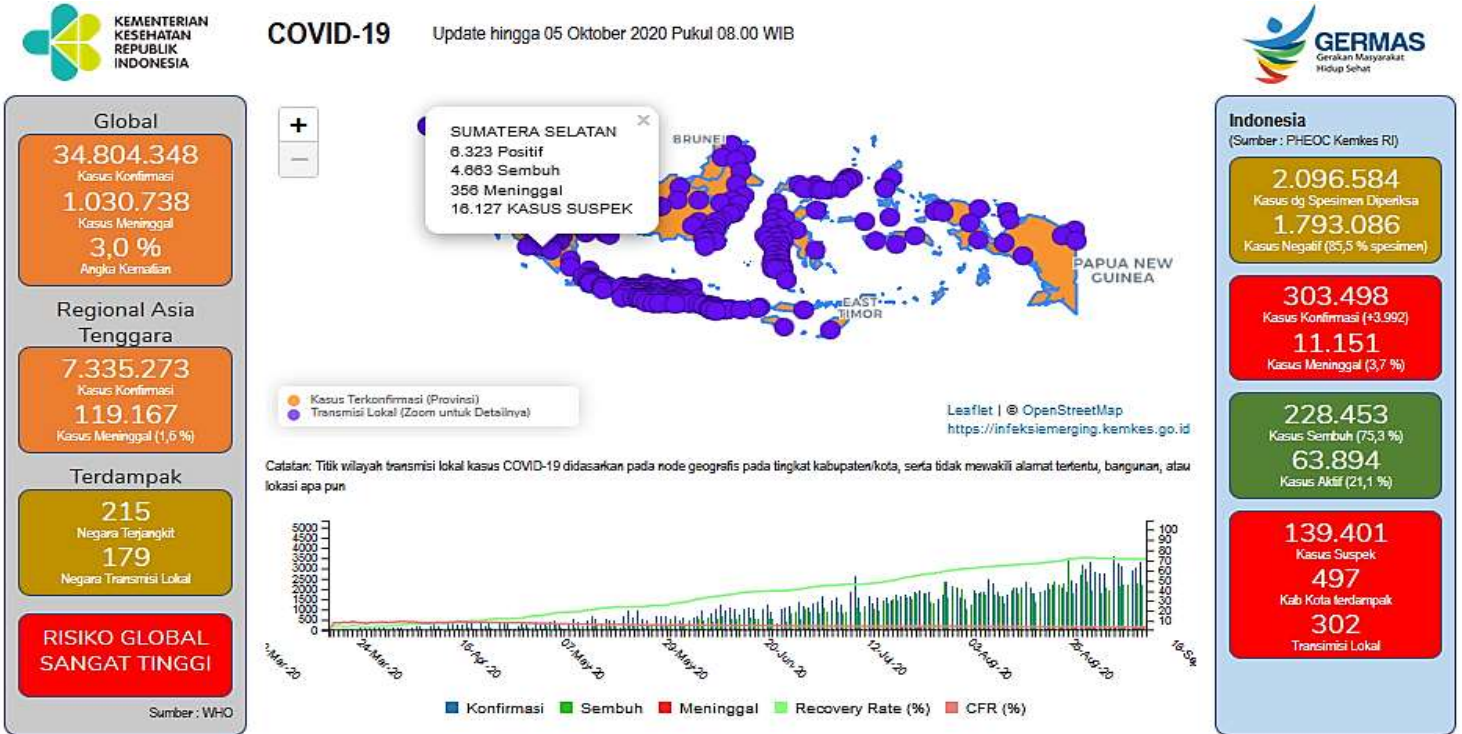 KEMENTERIAN
KESEHATAN
REPUBLIK
INDONESIA
COVID-19
Update hingga 05 Oktober 2020 Pukul 08.00 WIB
GERMAS
Gerakan Masyarakat
Hidup Sehat
Global
34.804.348
Kasus Konfirmasi
1.030.738
Kasus Meninggal
3,0 %
Angka Kematian
Regional Asia
Tenggara
7.335.273
Kasus Konfirmasi
119.167
Kasus Meninggal (1,6 %)
Terdampak
215
Negara Terjangkit
179
Negara Transmisi Lokal
RISIKO GLOBAL
SANGAT TINGGI
Sumber : WHO
+
−
SUMATERA SELATAN
6.323 Positif
4.663 Sembuh
356 Meninggal
16.127 KASUS SUSPEK
×
BRUNEI
PAPUA NEW
GUINEA
EAST
TIMOR
Kasus Terkonfirmasi (Provinsi)
Transmisi Lokal (Zoom untuk Detailnya)
Leaflet | © OpenStreetMap
https://infeksiemerging.kemkes.go.id
Catatan: Titik wilayah transmisi lokal kasus COVID-19 didasarkan pada node geografis pada tingkat kabupaten/kota, serta tidak mewakili alamat tertentu, bangunan, atau
lokasi apa pun
5000
4500
4000
3500
3000
2500
2000
1500
1000
500
0
100
90
80
70
60
50
40
30
20
10
-Mar-20
24-Mar-20
15-Apr-20
07-May-20
29-May-20
20-Jun-20
12-Jul-20
03-Aug-20
25-Aug-20
16-Sep
Konfirmasi
Sembuh
Meninggal
Recovery Rate (%)
CFR (%)
Indonesia
(Sumber : PHEOC Kemkes RI)
2.096.584
Kasus dg Spesimen Diperiksa
1.793.086
Kasus Negatif (85,5 % spesimen)
303.498
Kasus Konfirmasi (+3.992)
11.151
Kasus Meninggal (3,7 %)
228.453
Kasus Sembuh (75,3 %)
63.894
Kasus Aktif (21,1 %)
139.401
Kasus Suspek
497
Kab Kota terdampak
302
Transimisi Lokal